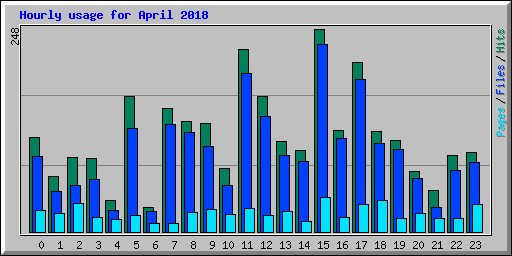 Hourly usage for April 2018
248
Pages/Files/Hits
0 1 2 3 4 5 6 7 8 9 10 11 12 13 14 15 16 17 18 19 20 21 22 23